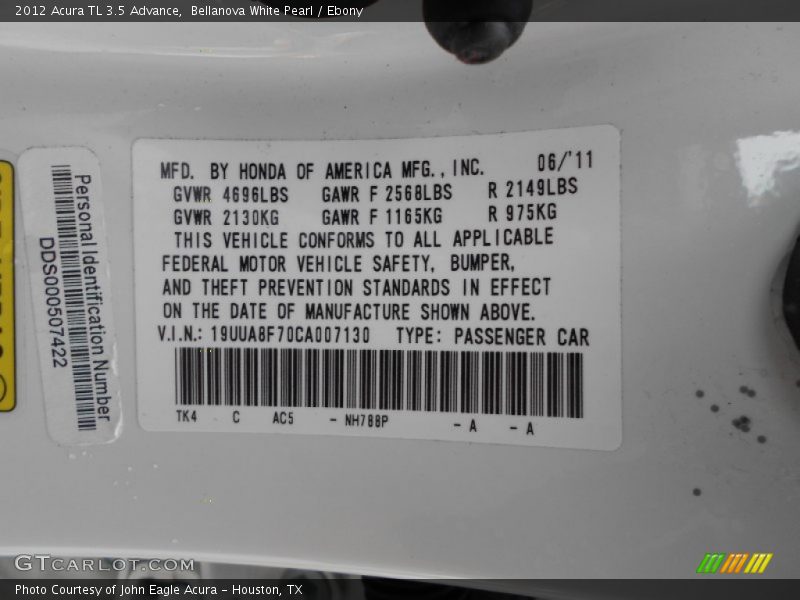 2012 Acura TL 3.5 Advance, Bellanova White Pearl / Ebony
MFD. BY HONDA OF AMERICA MFG., INC. 06/'11
GVWR 4696LBS GAWR F 2568LBS R 2149LBS
GVWR 2130KG GAWR F 1165KG R 975KG
THIS VEHICLE CONFORMS TO ALL APPLICABLE
FEDERAL MOTOR VEHICLE SAFETY, BUMPER,
AND THEFT PREVENTION STANDARDS IN EFFECT
ON THE DATE OF MANUFACTURE SHOWN ABOVE.
V.I.N.: 19UUA8F70CA007130 TYPE: PASSENGER CAR
TK4 C AC5 - NH788P - A - A
Personal Identification Number
DDS000507422
GTCarLot.com
Photo Courtesy of John Eagle Acura - Houston, TX